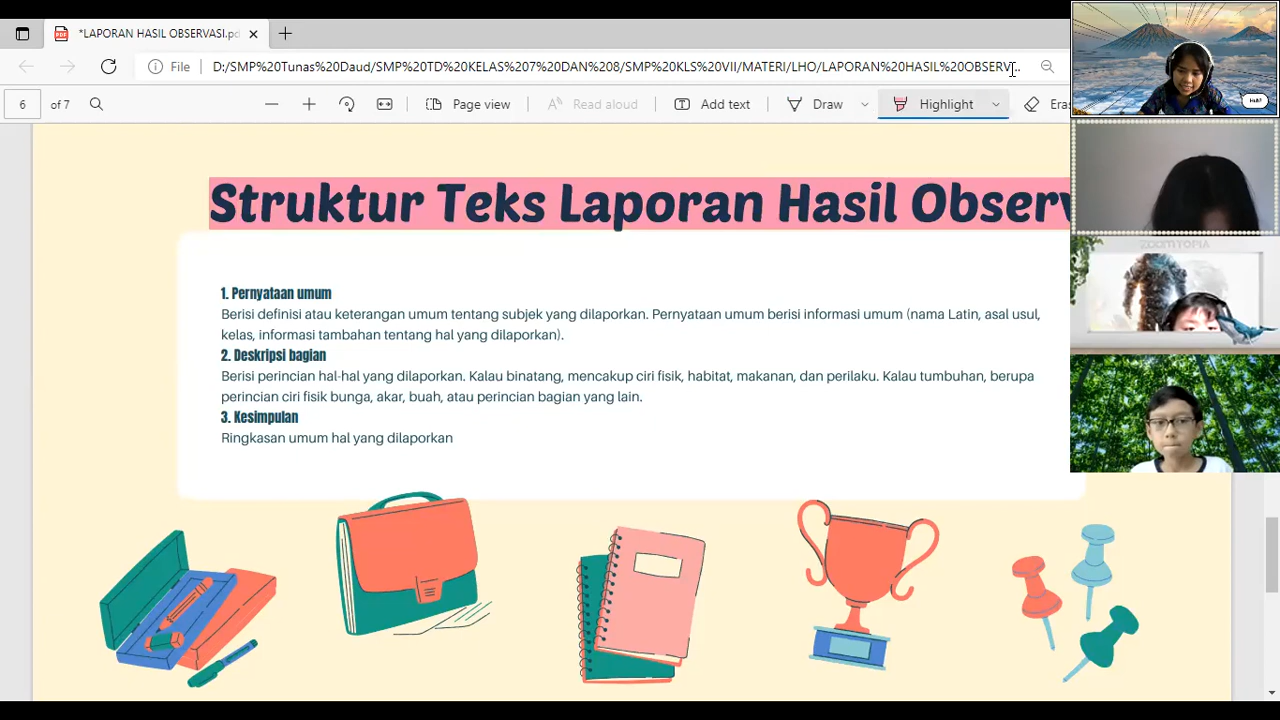 *LAPORAN HASIL OBSERVASI.pd
File
D:/SMP%20Tunas%20Daud/SMP%20TD%20KELAS%207%20DAN%208/SMP%20KLS%20VII/MATERI/LHO/LAPORAN%20HASIL%20OBSERV...
6 of 7
Page view
Read aloud
Add text
Draw
Highlight
Eras
Struktur Teks Laporan Hasil Observ
1. Pernyataan umum
Berisi definisi atau keterangan umum tentang subjek yang dilaporkan. Pernyataan umum berisi informasi umum (nama Latin, asal usul,
kelas, informasi tambahan tentang hal yang dilaporkan).
2. Deskripsi bagian
Berisi perincian hal-hal yang dilaporkan. Kalau binatang, mencakup ciri fisik, habitat, makanan, dan perilaku. Kalau tumbuhan, berupa
perincian ciri fisik bunga, akar, buah, atau perincian bagian yang lain.
3. Kesimpulan
Ringkasan umum hal yang dilaporkan
ZOOMTOPIA